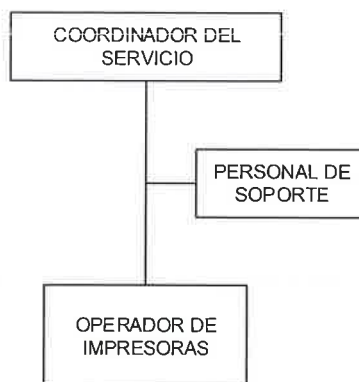 COORDINADOR DEL
SERVICIO
PERSONAL DE
SOPORTE
OPERADOR DE
IMPRESORAS